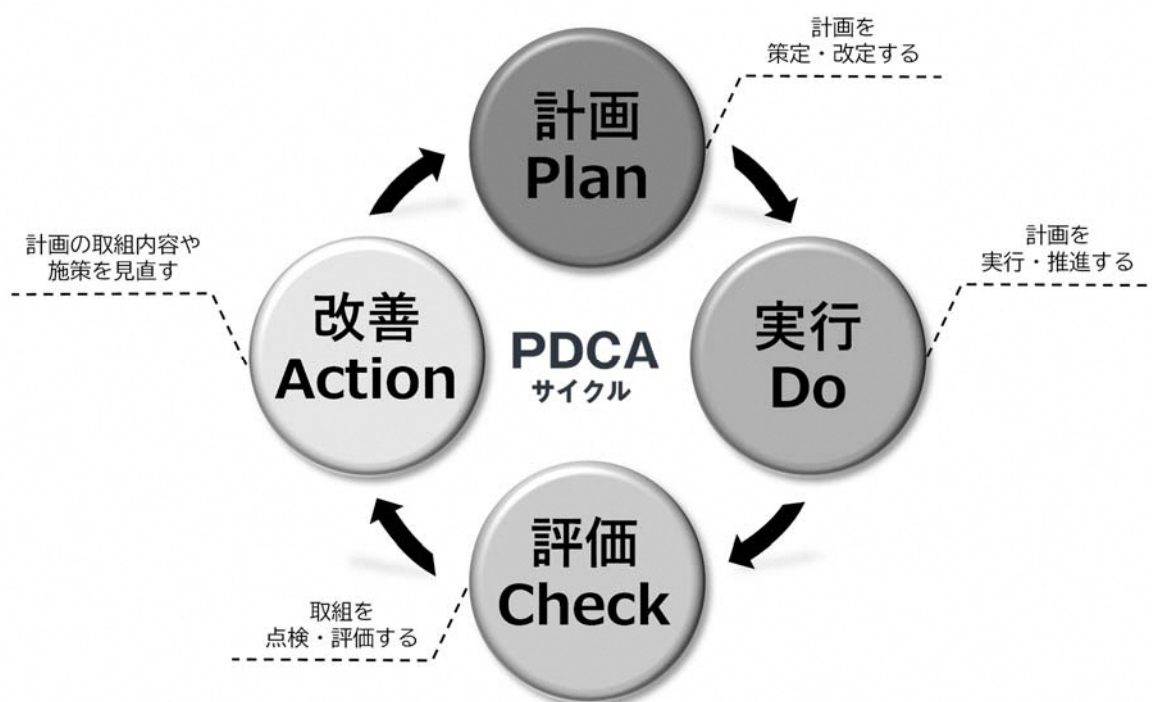 計画を
策定・改定する
計画
Plan
計画を
実行・推進する
実行
Do
計画の取組内容や
施策を見直す
改善
Action
PDCA
サイクル
評価
Check
取組を
点検・評価する